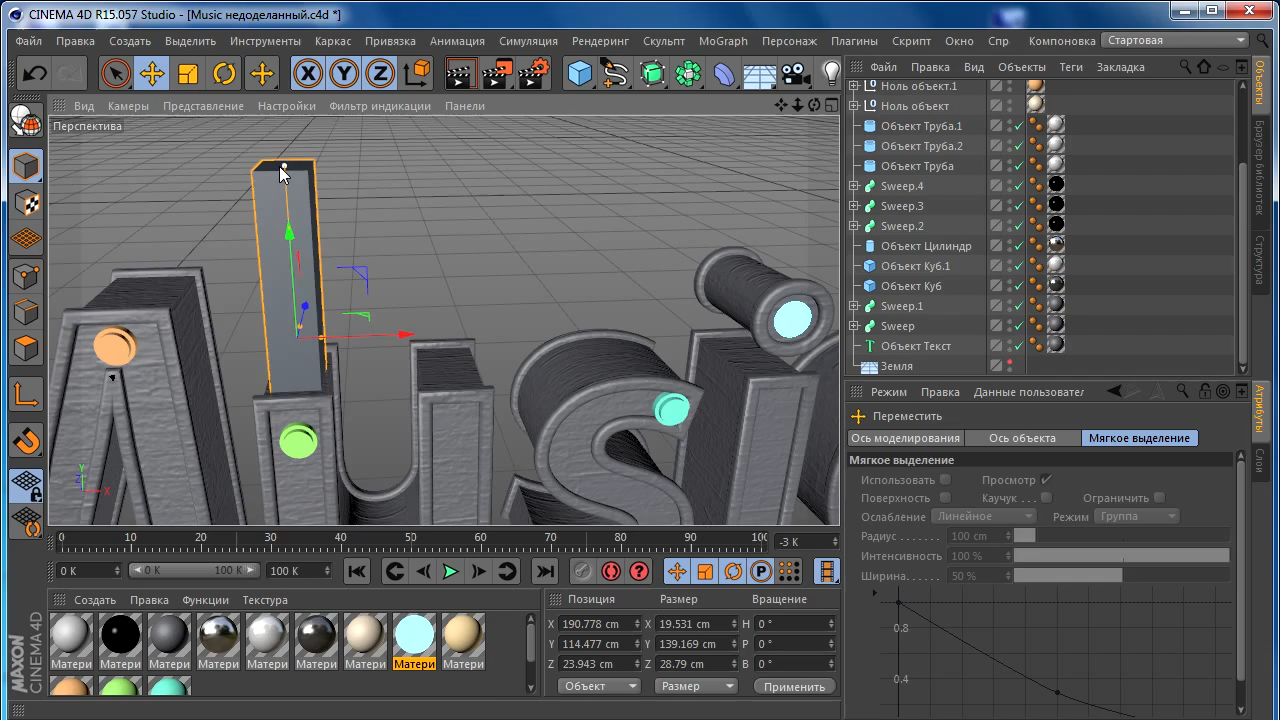 CINEMA 4D R15.057 Studio - [Music недоделанный.c4d *]
Файл Правка Создать Выделить Инструменты Каркас Привязка Анимация Симуляция Рендеринг Скульпт MoGraph Персонаж Плагины Скрипт Окно Спр Компоновка Стартовая
X Y Z
Файл Правка Вид Объекты Теги Закладка
Вид Камеры Представление Настройки Фильтр индикации Панели
Перспектива
Ноль объект.1
Ноль объект
Объект Труба.1
Объект Труба.2
Объект Труба
Sweep.4
Sweep.3
Sweep.2
Объект Цилиндр
Объект Куб.1
Объект Куб
Sweep.1
Sweep
Объект Текст
Земля
Объекты
Браузер библиотек
Структура
Режим Правка Данные пользовател
Переместить
Ось моделирования Ось объекта Мягкое выделение
Мягкое выделение
Использовать Просмотр
Поверхность Каучук . . . Ограничить
Ослабление Линейное Режим Группа
Радиус . . . . . . . 100 cm
Интенсивность 100 %
Ширина. . . . . . 50 %
0.8
0.4
Атрибуты
Слои
Y
Z
X
0 10 20 30 40 50 60 70 80 90 100 -3 K
0 K 0 K 100 K 100 K
P
Создать Правка Функции Текстура
Матери Матери Матери Матери Матери Матери Матери Матери Матери
Позиция Размер Вращение
X 190.778 cm X 19.531 cm H 0 °
Y 114.477 cm Y 139.169 cm P 0 °
Z 23.943 cm Z 28.79 cm B 0 °
Объект Размер Применить
MAXON
CINEMA 4D